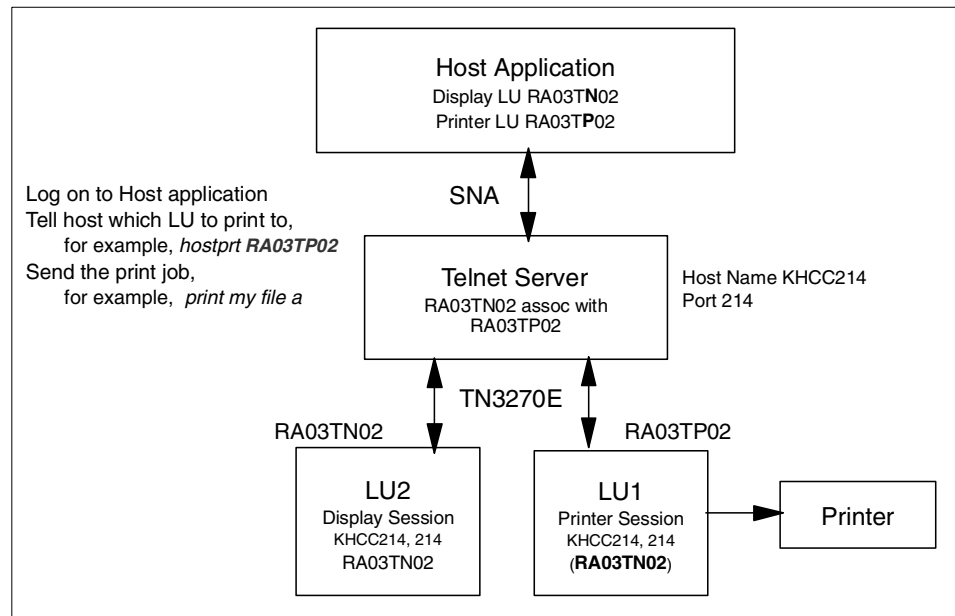 Host Application
Display LU RA03TN02
Printer LU RA03TP02
SNA
Log on to Host application
Tell host which LU to print to,
for example, hostprt RA03TP02
Send the print job,
for example, print my file a
Telnet Server
RA03TN02 assoc with
RA03TP02
Host Name KHCC214
Port 214
TN3270E
RA03TN02
RA03TP02
LU2
Display Session
KHCC214, 214
RA03TN02
LU1
Printer Session
KHCC214, 214
(RA03TN02)
Printer